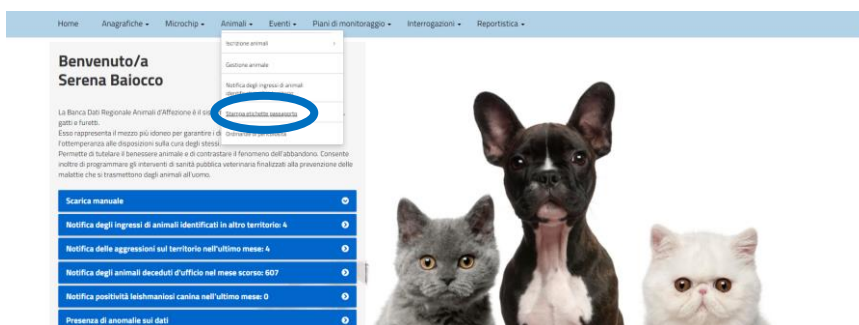 Home Anagrafiche Microchip Animali Eventi Piani di monitoraggio Interrogazioni Reportistica
Iscrizione animali
Gestione animale
Notifica degli ingressi di animali
Stampa etichette passaporto
Benvenuto/a
Serena Baiocco
La Banca Dati Regionale Animali d'Affezione è il
gatti e furetti.
Esso rappresenta il mezzo più idoneo per garantire i
l'ottemperanza alle disposizioni sulla cura degli stessi
Permette di tutelare il benessere animale e di contrastare il fenomeno dell'abbandono. Consente
inoltre di programmare gli interventi di sanità pubblica veterinaria finalizzati alla prevenzione delle
malattie che si trasmettono dagli animali all'uomo.
Scarica manuale
Notifica degli ingressi di animali identificati in altro territorio: 4
Notifica delle aggressioni sul territorio nell'ultimo mese: 4
Notifica degli animali deceduti d'ufficio nel mese scorso: 607
Notifica positività leishmaniosi canina nell'ultimo mese: 0
Presenza di anomalie sui dati